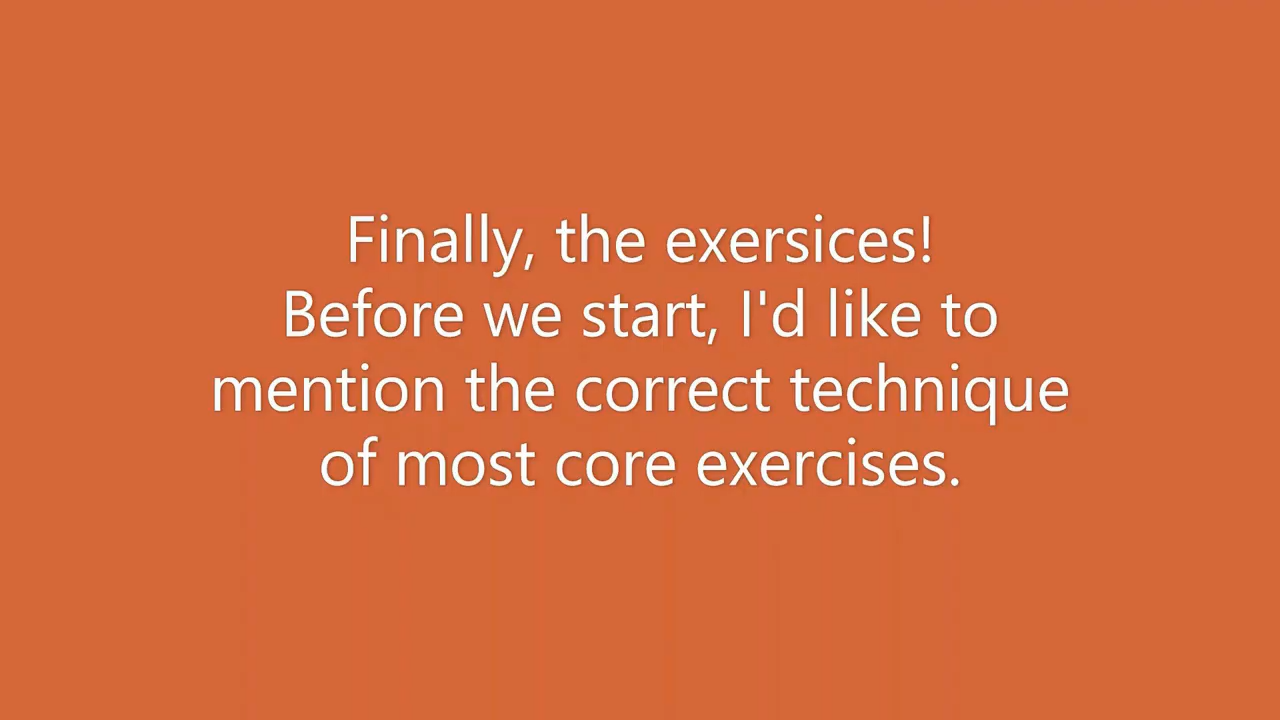 Finally, the exersices!
Before we start, I'd like to
mention the correct technique
of most core exercises.